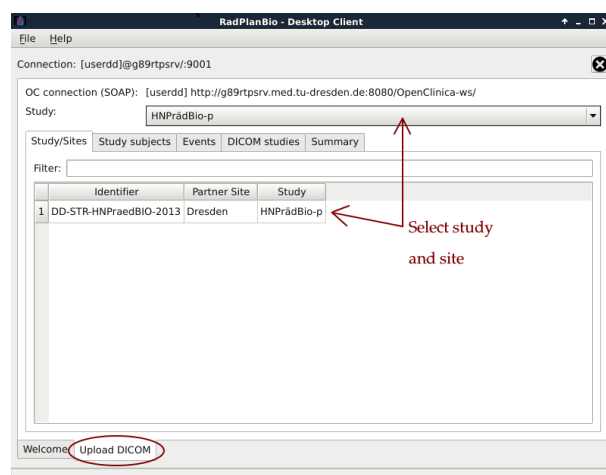 RadPlanBio - Desktop Client
File Help
Connection: [userdd]@g89rtpsrv/:9001
OC connection (SOAP): [userdd] http://g89rtpsrv.med.tu-dresden.de:8080/OpenClinica-ws/
Study: HNPrädBio-p
Study/Sites Study subjects Events DICOM studies Summary
Filter:
Identifier Partner Site Study
1 DD-STR-HNPraedBIO-2013 Dresden HNPrädBio-p
Select study
and site
Welcome Upload DICOM